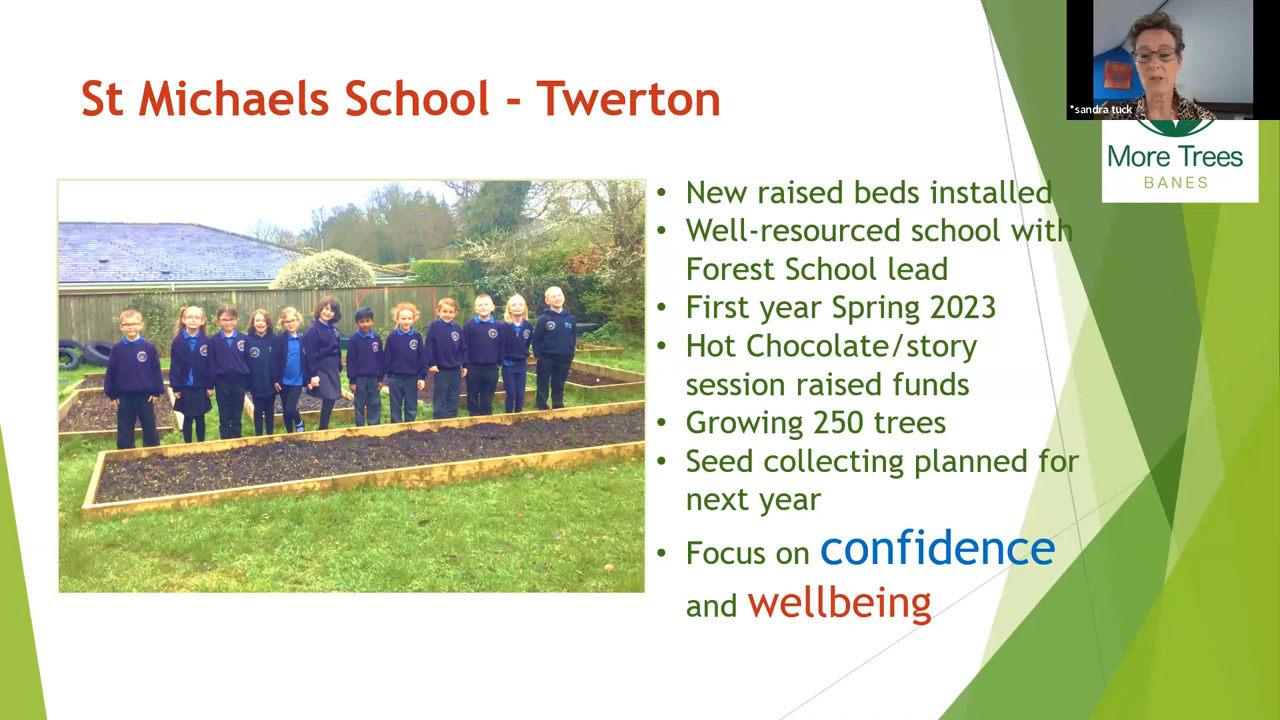 St Michaels School - Twerton
*sandra tuck
More Trees
BANES
• New raised beds installed
• Well-resourced school with
Forest School lead
• First year Spring 2023
• Hot Chocolate/story
session raised funds
• Growing 250 trees
• Seed collecting planned for
next year
• Focus on confidence
and wellbeing